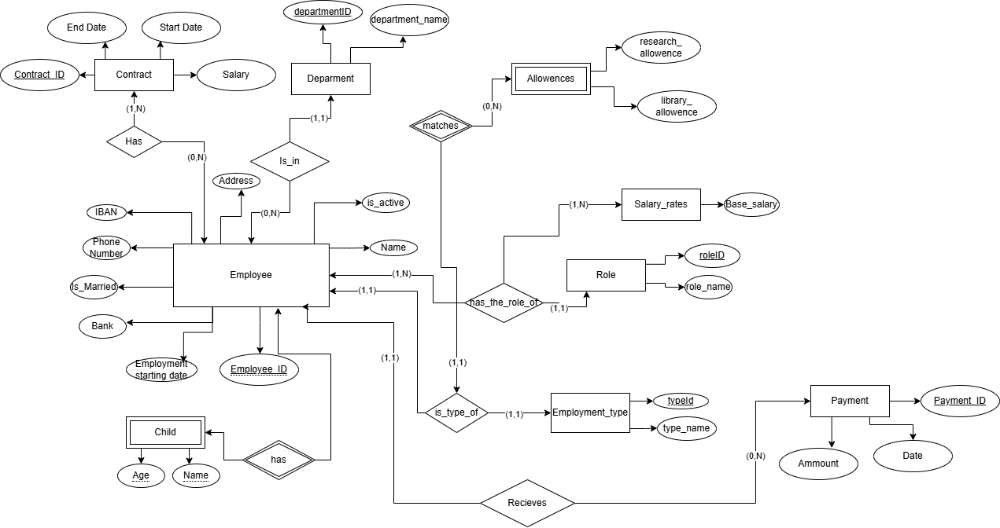 departmentID
department_name
End Date
Start Date
research_
allowence
Contract_ID
Contract
Salary
Deparment
Allowences
library_
allowence
(1,N)
(1,1)
(0,N)
matches
Has
(0,N)
Is_in
Address
is_active
IBAN
(0,N)
(1,N)
Salary_rates
Base_salary
Phone
Number
Name
roleID
Employee
(1,N)
Role
Is_Married
(1,1)
role_name
has_the_role_of
(1,1)
Bank
(1,1)
(1,1)
Employment
starting date
Employee_ID
typeId
Payment
Payment_ID
is_type_of
(1,1)
Employment_type
type_name
Child
has
(0,N)
Ammount
Date
Age
Name
Recieves